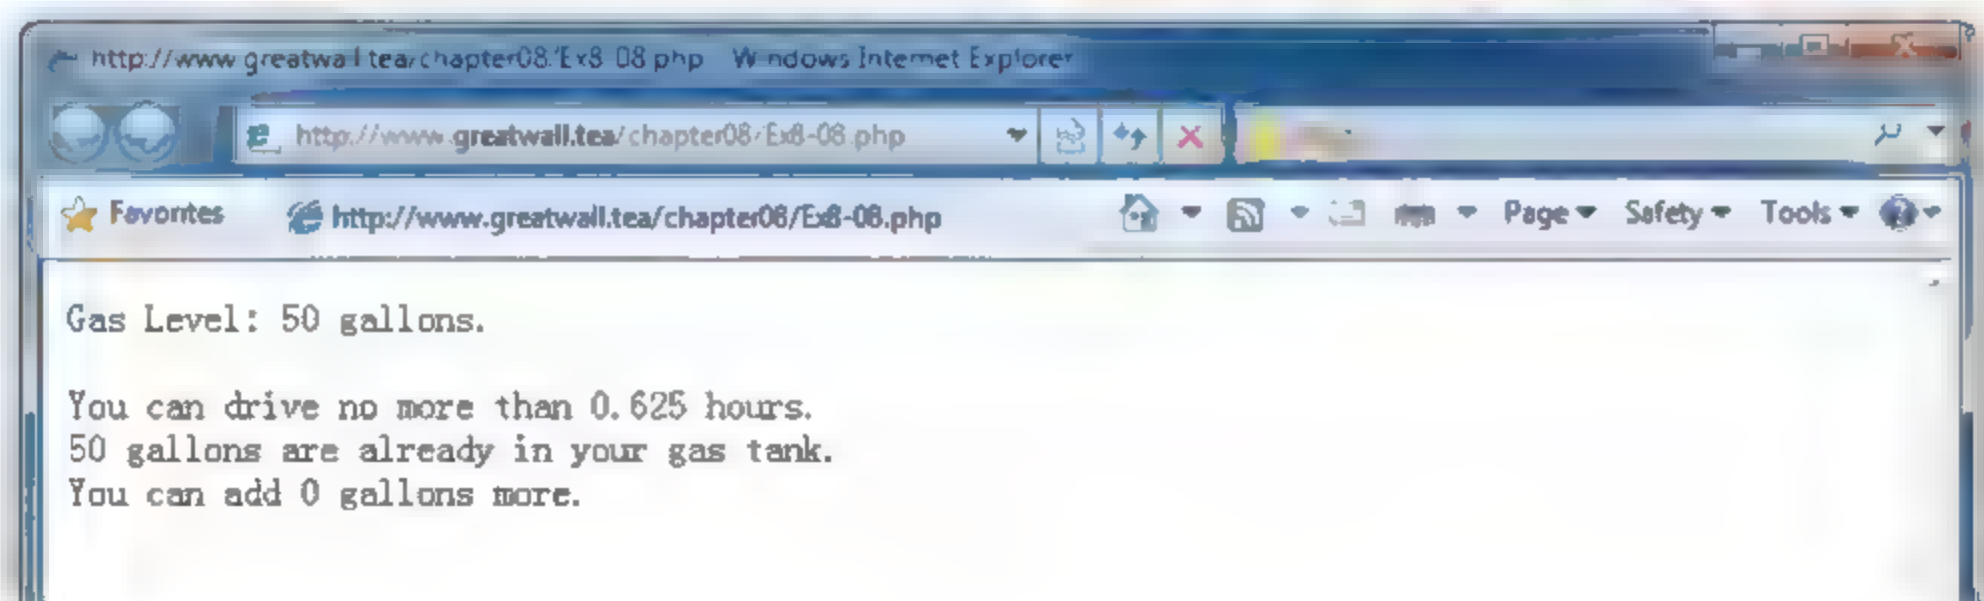 http://www.greatwall.tea/chapter08/Ex8-08.php Windows Internet Explorer
http://www.greatwall.tea/chapter08/Ex8-08.php
Favorites http://www.greatwall.tea/chapter08/Ex8-08.php Page Safety Tools
Gas Level: 50 gallons.
You can drive no more than 0.625 hours.
50 gallons are already in your gas tank.
You can add 0 gallons more.